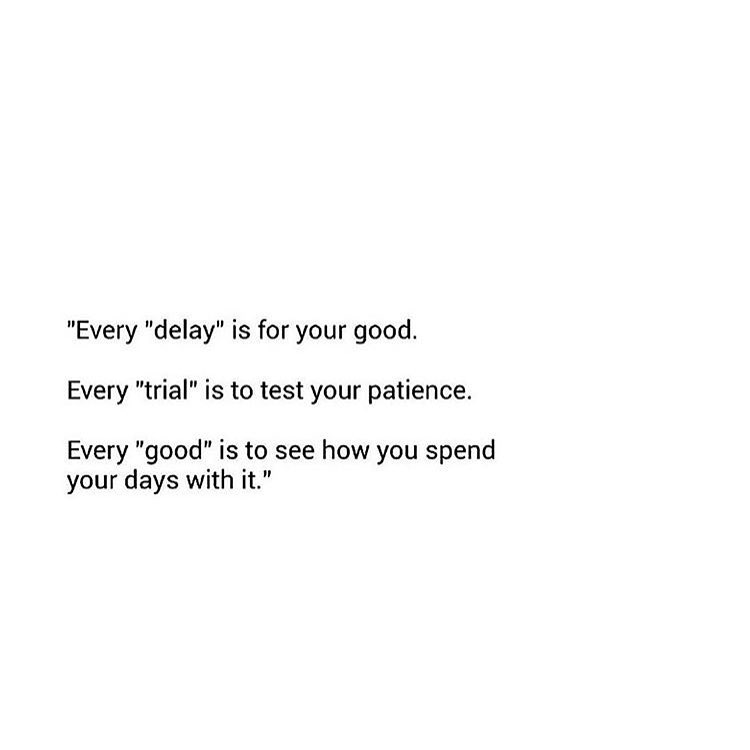 "Every "delay" is for your good.
Every "trial" is to test your patience.
Every "good" is to see how you spend
your days with it."